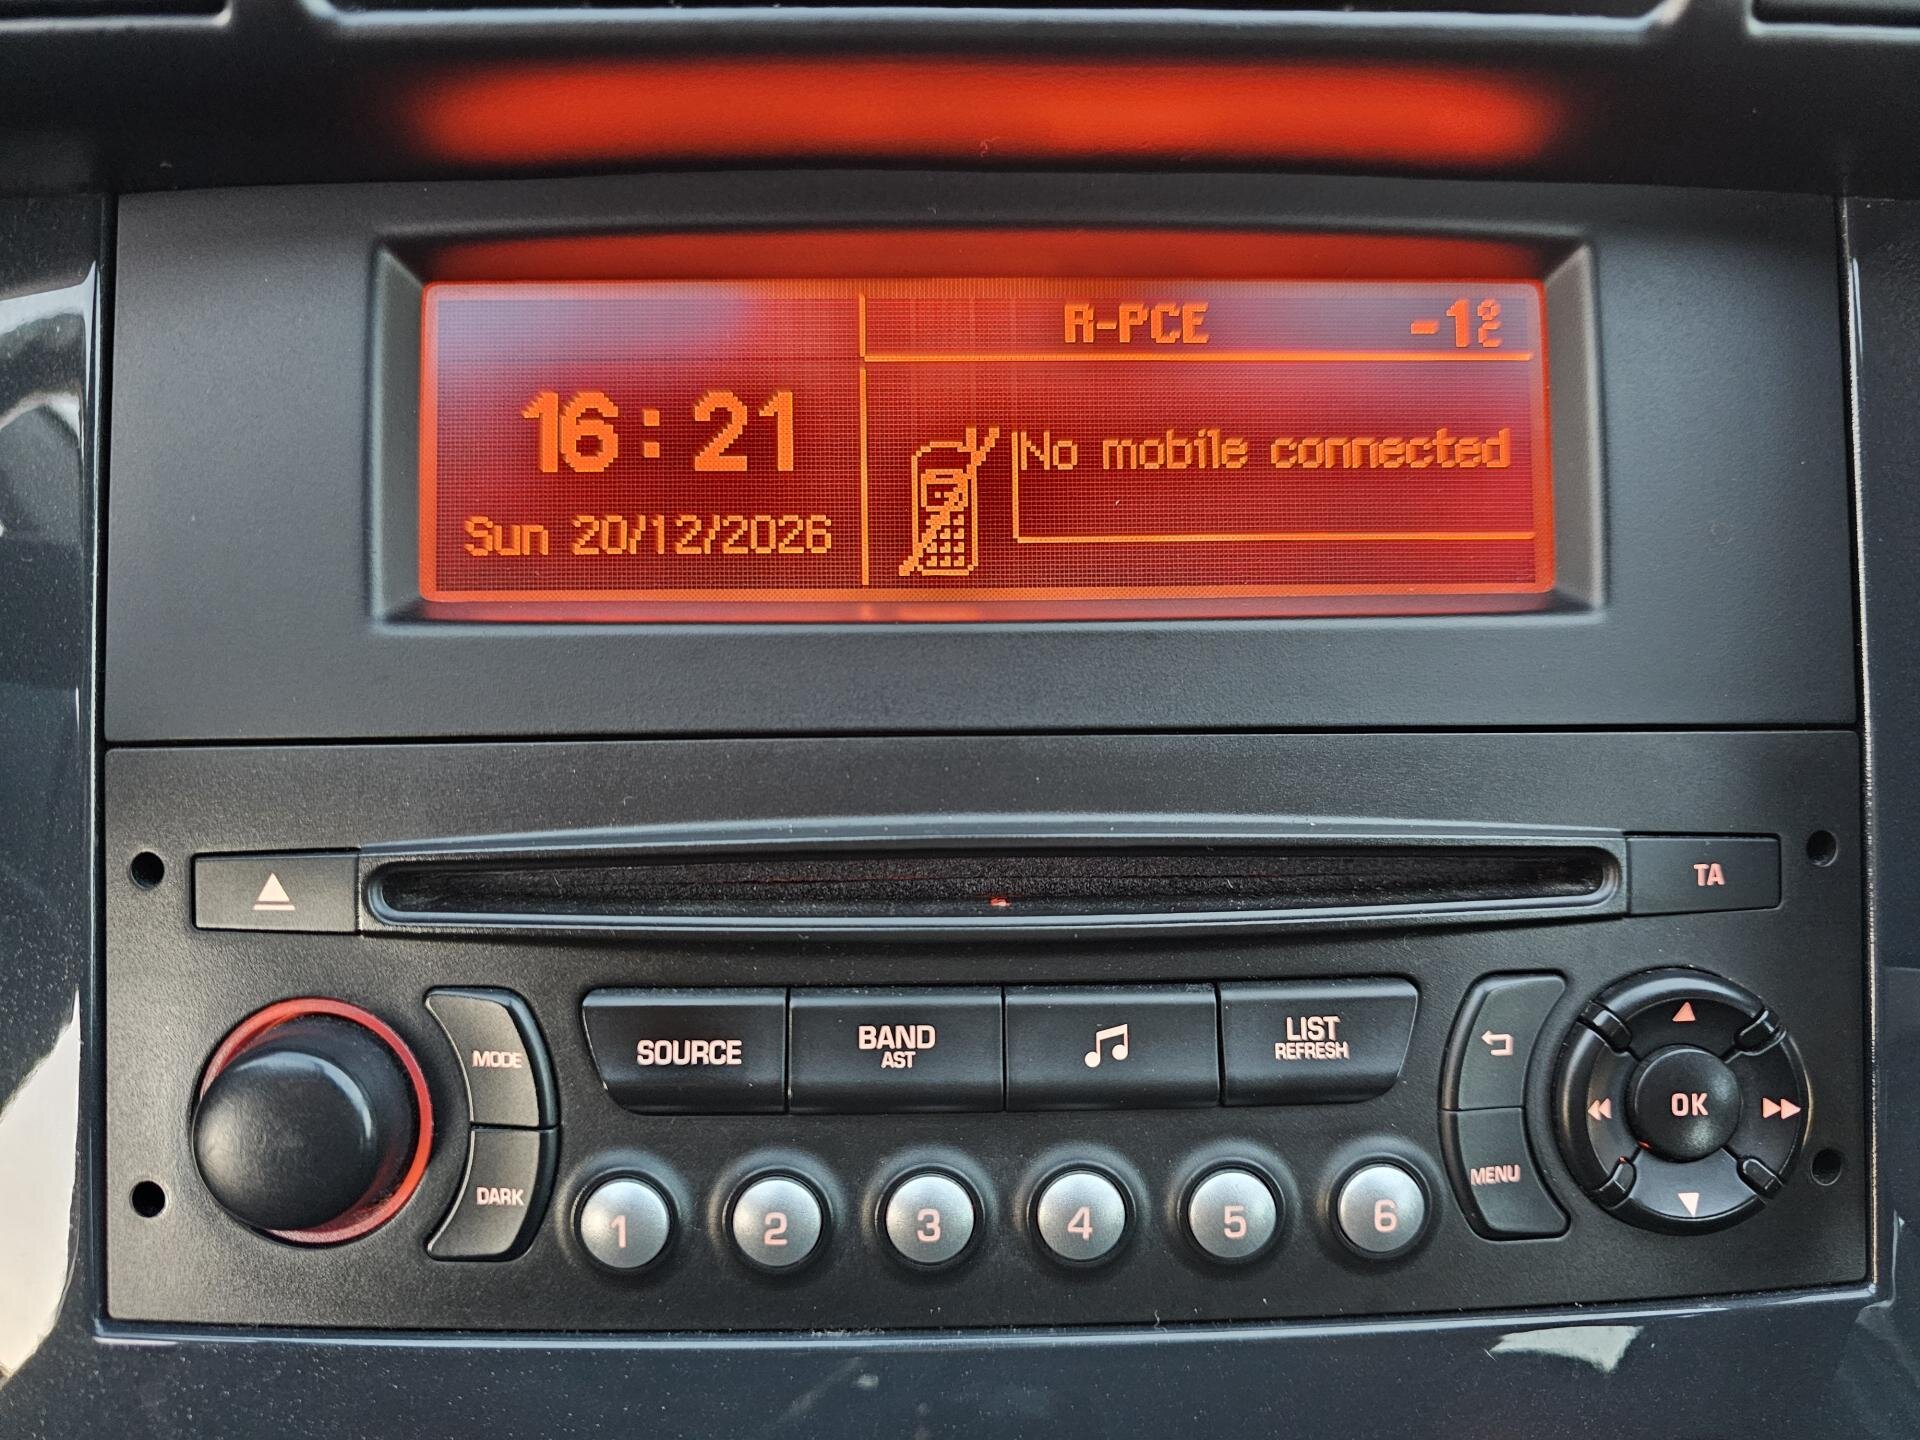 R-PCE -1°C
16:21
No mobile connected
Sun 20/12/2026
TA
SOURCE
BAND
AST
LIST
REFRESH
MODE
DARK
OK
MENU
1 2 3 4 5 6